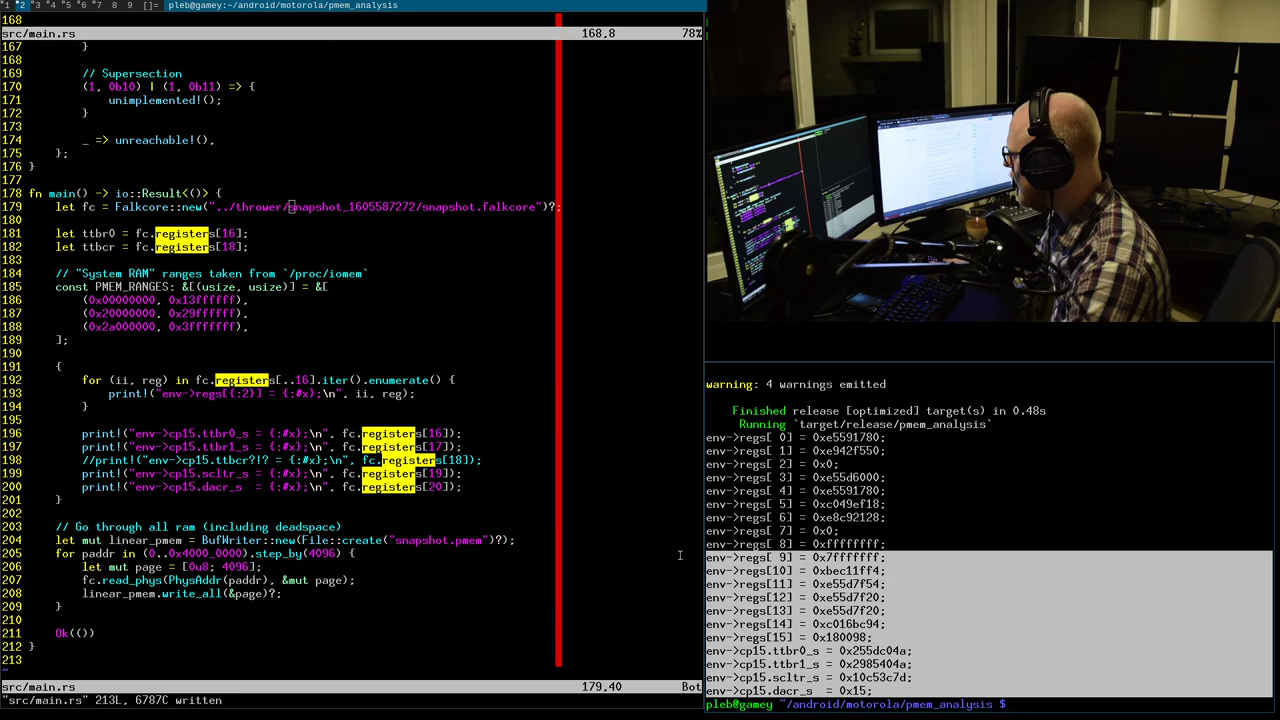 1 2 3 4 5 6 7 8 9 []= pleb@gamey:~/android/motorola/pmem_analysis
168
src/main.rs 168,8 78%
167 }
168
169 // Supersection
170 (1, 0b10) | (1, 0b11) => {
171 unimplemented!();
172 }
173
174 _ => unreachable!(),
175 };
176 }
177
178 fn main() -> io::Result<()> {
179 let fc = Falkcore::new("../thrower/snapshot_1605587272/snapshot.falkcore")?;
180
181 let ttbr0 = fc.registers[16];
182 let ttbcr = fc.registers[18];
183
184 // "System RAM" ranges taken from `/proc/iomem`
185 const PMEM_RANGES: &[(usize, usize)] = &[
186 (0x00000000, 0x13ffffff),
187 (0x20000000, 0x29ffffff),
188 (0x2a000000, 0x3fffffff),
189 ];
190
191 {
192 for (ii, reg) in fc.registers[..16].iter().enumerate() {
193 print!("env->regs[{:2}] = {:#x};\n", ii, reg);
194 }
195
196 print!("env->cp15.ttbr0_s = {:#x};\n", fc.registers[16]);
197 print!("env->cp15.ttbr1_s = {:#x};\n", fc.registers[17]);
198 //print!("env->cp15.ttbcr?!? = {:#x};\n", fc.registers[18]);
199 print!("env->cp15.scltr_s = {:#x};\n", fc.registers[19]);
200 print!("env->cp15.dacr_s  = {:#x};\n", fc.registers[20]);
201 }
202
203 // Go through all ram (including deadspace)
204 let mut linear_pmem = BufWriter::new(File::create("snapshot.pmem")?);
205 for paddr in (0..0x4000_0000).step_by(4096) {
206 let mut page = [0u8; 4096];
207 fc.read_phys(PhysAddr(paddr), &mut page);
208 linear_pmem.write_all(&page)?;
209 }
210
211 Ok(())
212 }
213
~
src/main.rs 179,40 Bot
"src/main.rs" 213L, 6787C written
warning: 4 warnings emitted
Finished release [optimized] target(s) in 0.48s
Running `target/release/pmem_analysis`
env->regs[ 0] = 0xe5591780;
env->regs[ 1] = 0xe942f550;
env->regs[ 2] = 0x0;
env->regs[ 3] = 0xe55d6000;
env->regs[ 4] = 0xe5591780;
env->regs[ 5] = 0xc049ef18;
env->regs[ 6] = 0xe8c92128;
env->regs[ 7] = 0x0;
env->regs[ 8] = 0xffffffff;
env->regs[ 9] = 0x7fffffff;
env->regs[10] = 0xbec11ff4;
env->regs[11] = 0xe55d7f54;
env->regs[12] = 0xe55d7f20;
env->regs[13] = 0xe55d7f20;
env->regs[14] = 0xc016bc94;
env->regs[15] = 0x180098;
env->cp15.ttbr0_s = 0x255dc04a;
env->cp15.ttbr1_s = 0x2985404a;
env->cp15.scltr_s = 0x10c53c7d;
env->cp15.dacr_s  = 0x15;
pleb@gamey ~/android/motorola/pmem_analysis $